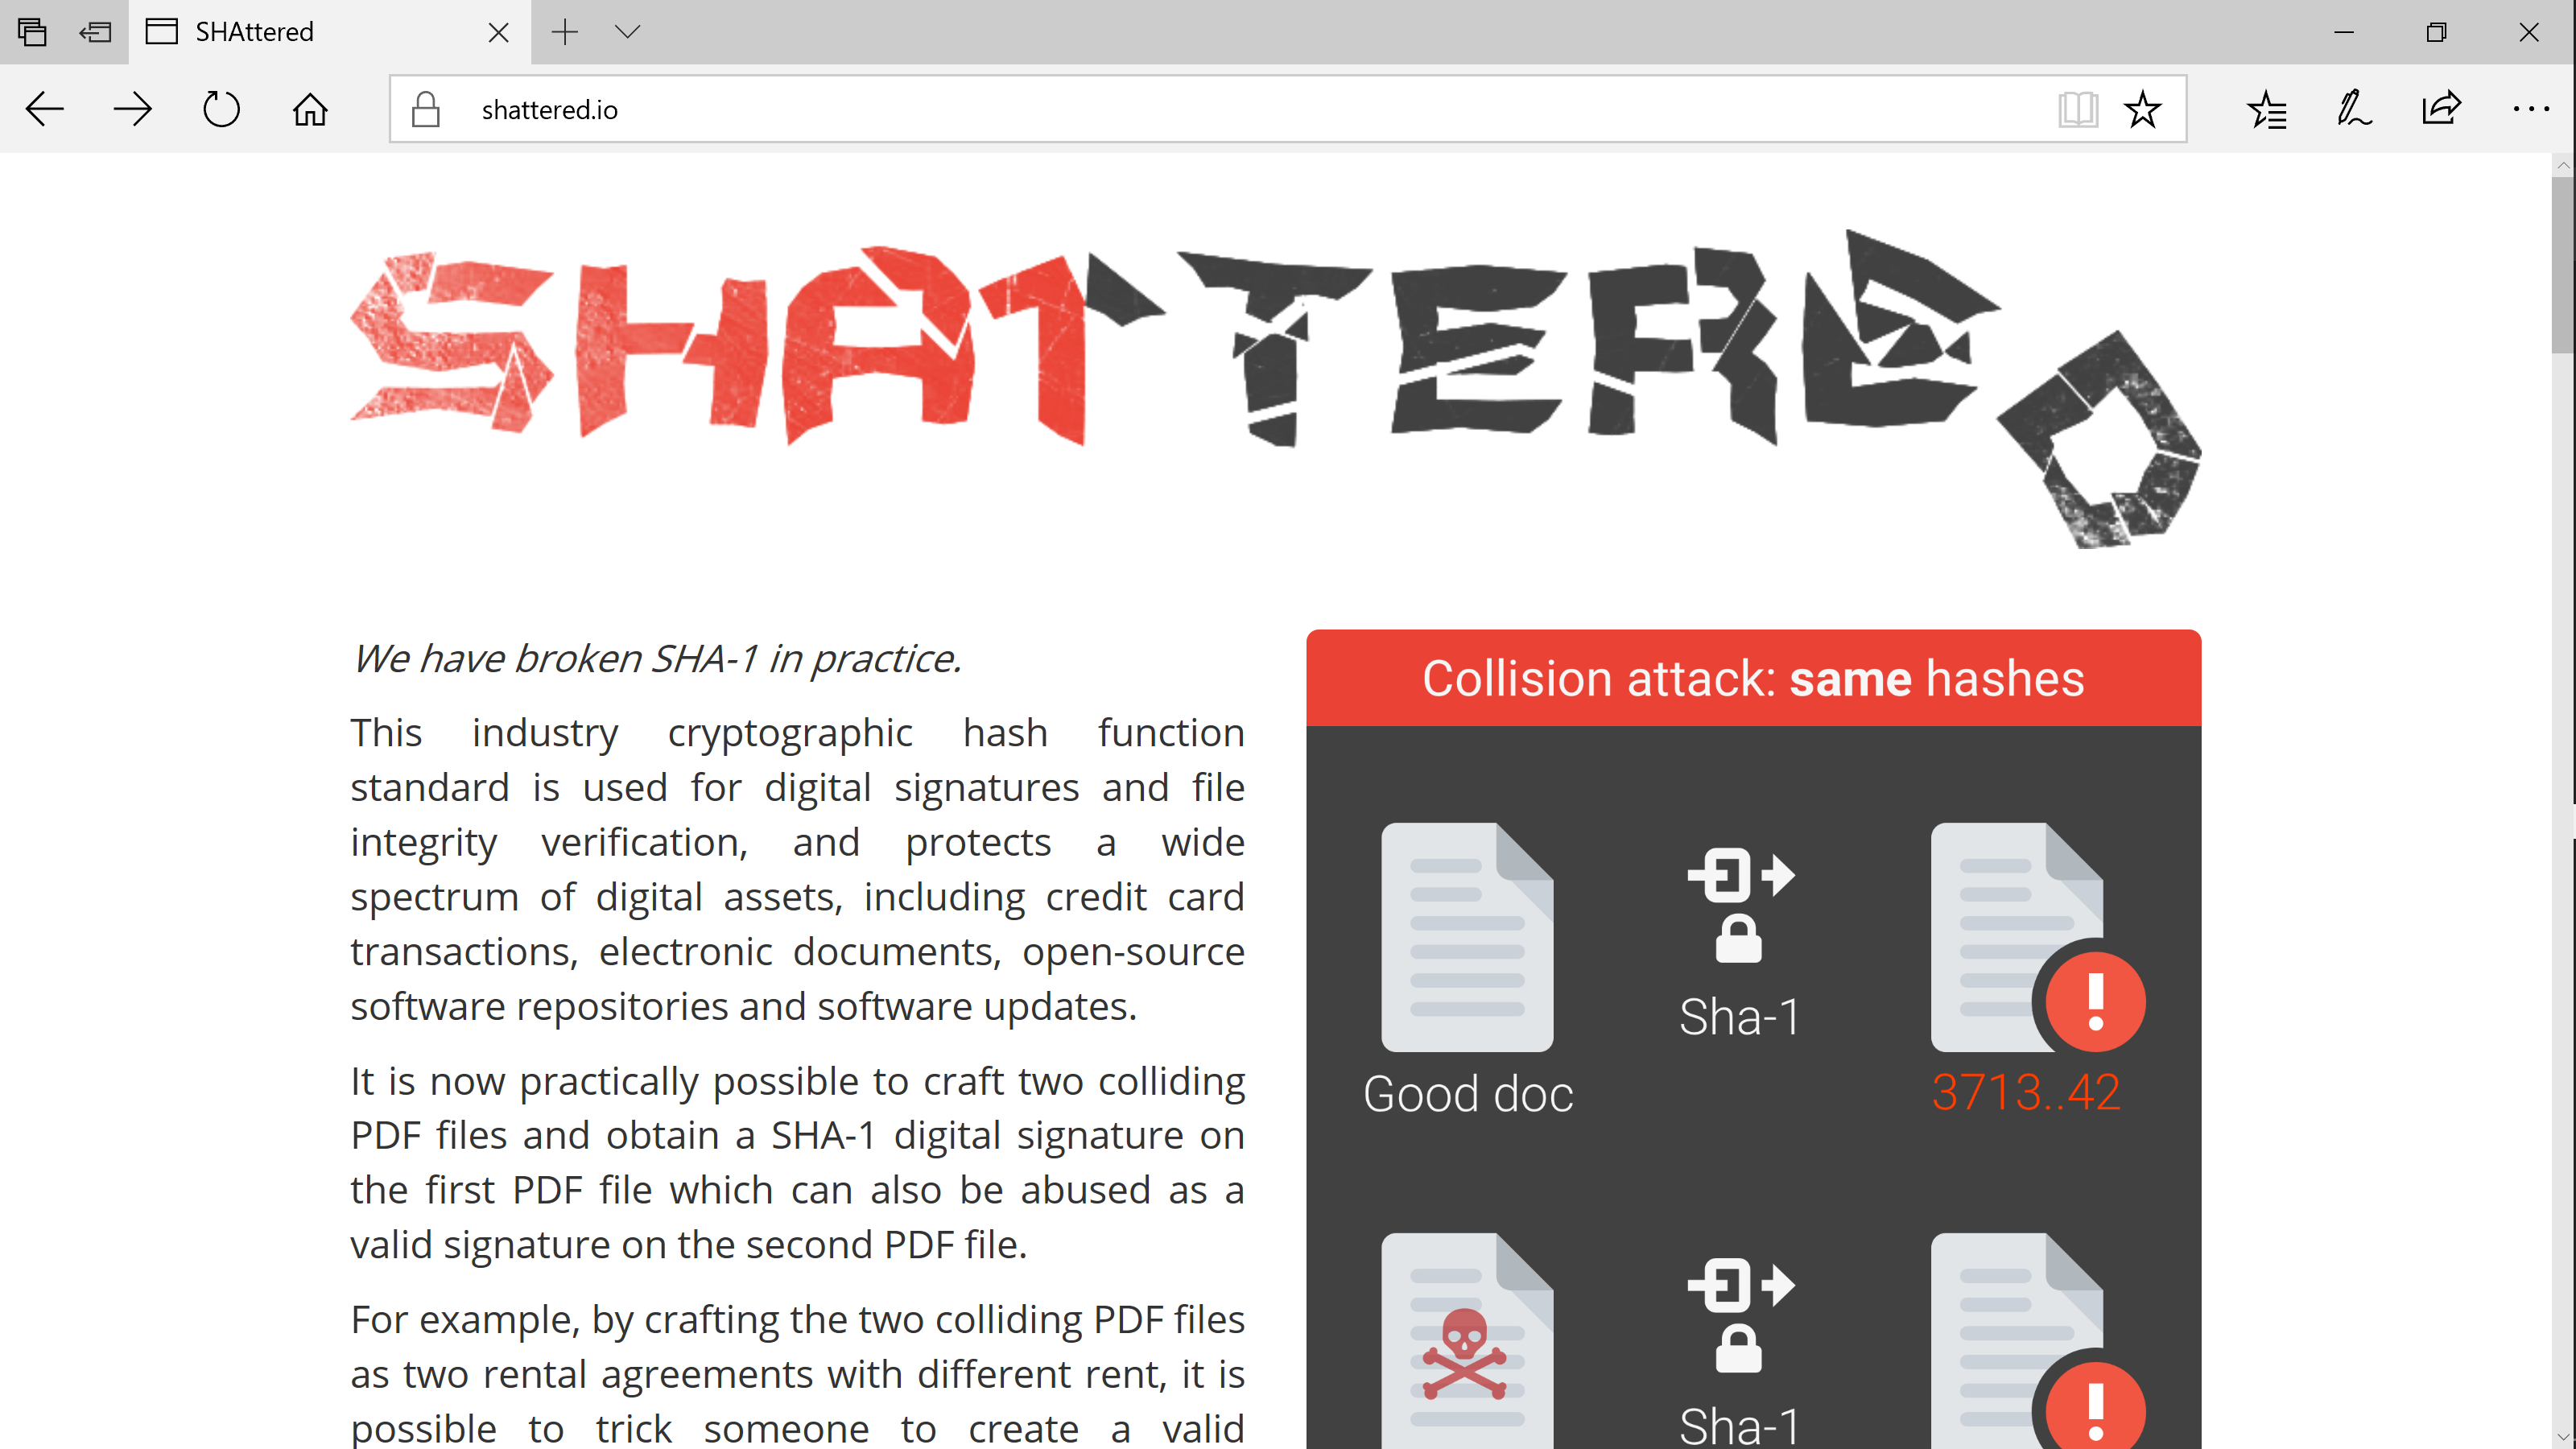 SHAttered
shattered.io
SHATTERED
We have broken SHA-1 in practice.
This industry cryptographic hash function
standard is used for digital signatures and file
integrity verification, and protects a wide
spectrum of digital assets, including credit card
transactions, electronic documents, open-source
software repositories and software updates.
It is now practically possible to craft two colliding
PDF files and obtain a SHA-1 digital signature on
the first PDF file which can also be abused as a
valid signature on the second PDF file.
For example, by crafting the two colliding PDF files
as two rental agreements with different rent, it is
possible to trick someone to create a valid
Collision attack: same hashes
Sha-1
Good doc
3713..42
Sha-1